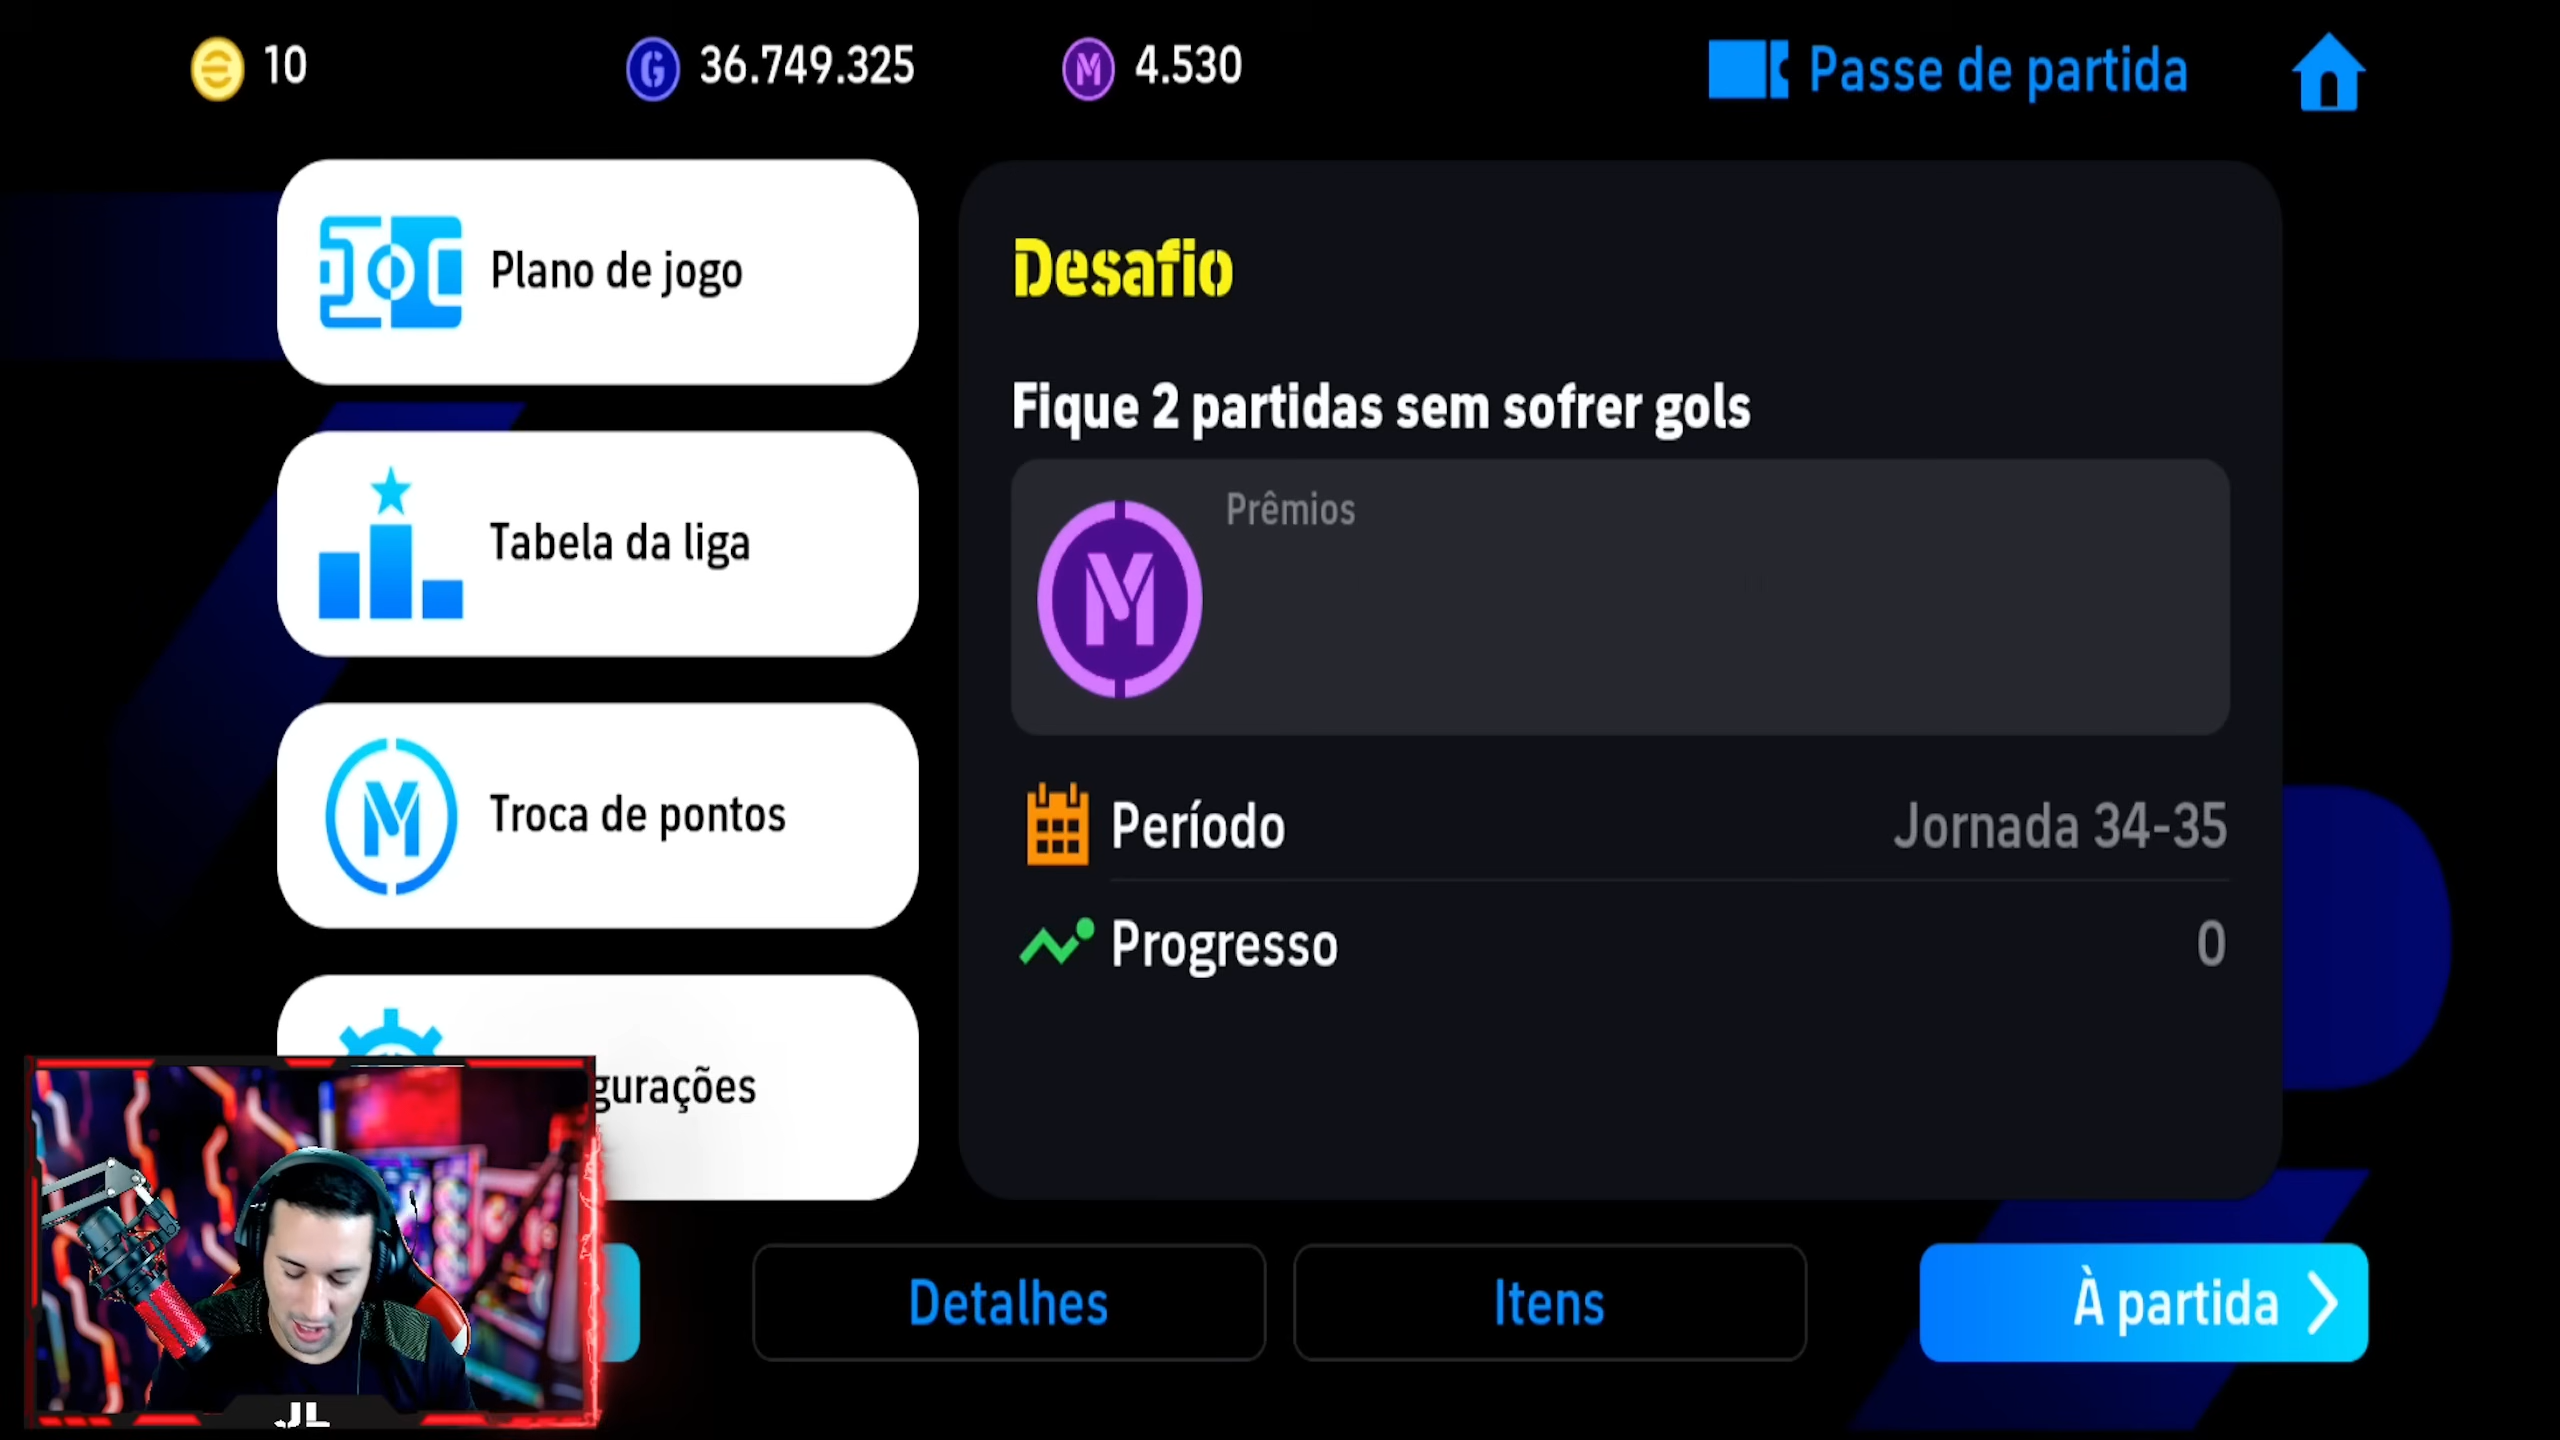 10
36.749.325
4.530
Passe de partida
Plano de jogo
Tabela da liga
Troca de pontos
gurações
Desafio
Fique 2 partidas sem sofrer gols
Prêmios
M
Período
Jornada 34-35
Progresso
0
Detalhes
Itens
À partida
JL